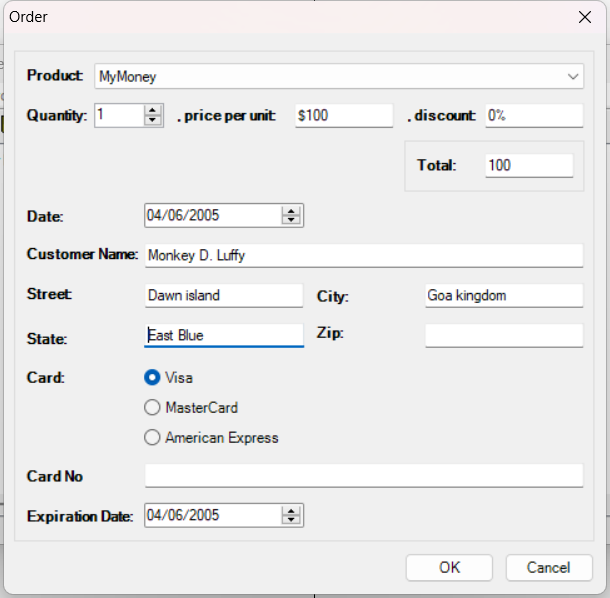 Order
Product: MyMoney
Quantity: 1 , price per unit: $100 , discount: 0%
Total: 100
Date: 04/06/2005
Customer Name: Monkey D. Luffy
Street: Dawn island City: Goa kingdom
State: East Blue Zip:
Card: Visa
MasterCard
American Express
Card No
Expiration Date: 04/06/2005
OK Cancel